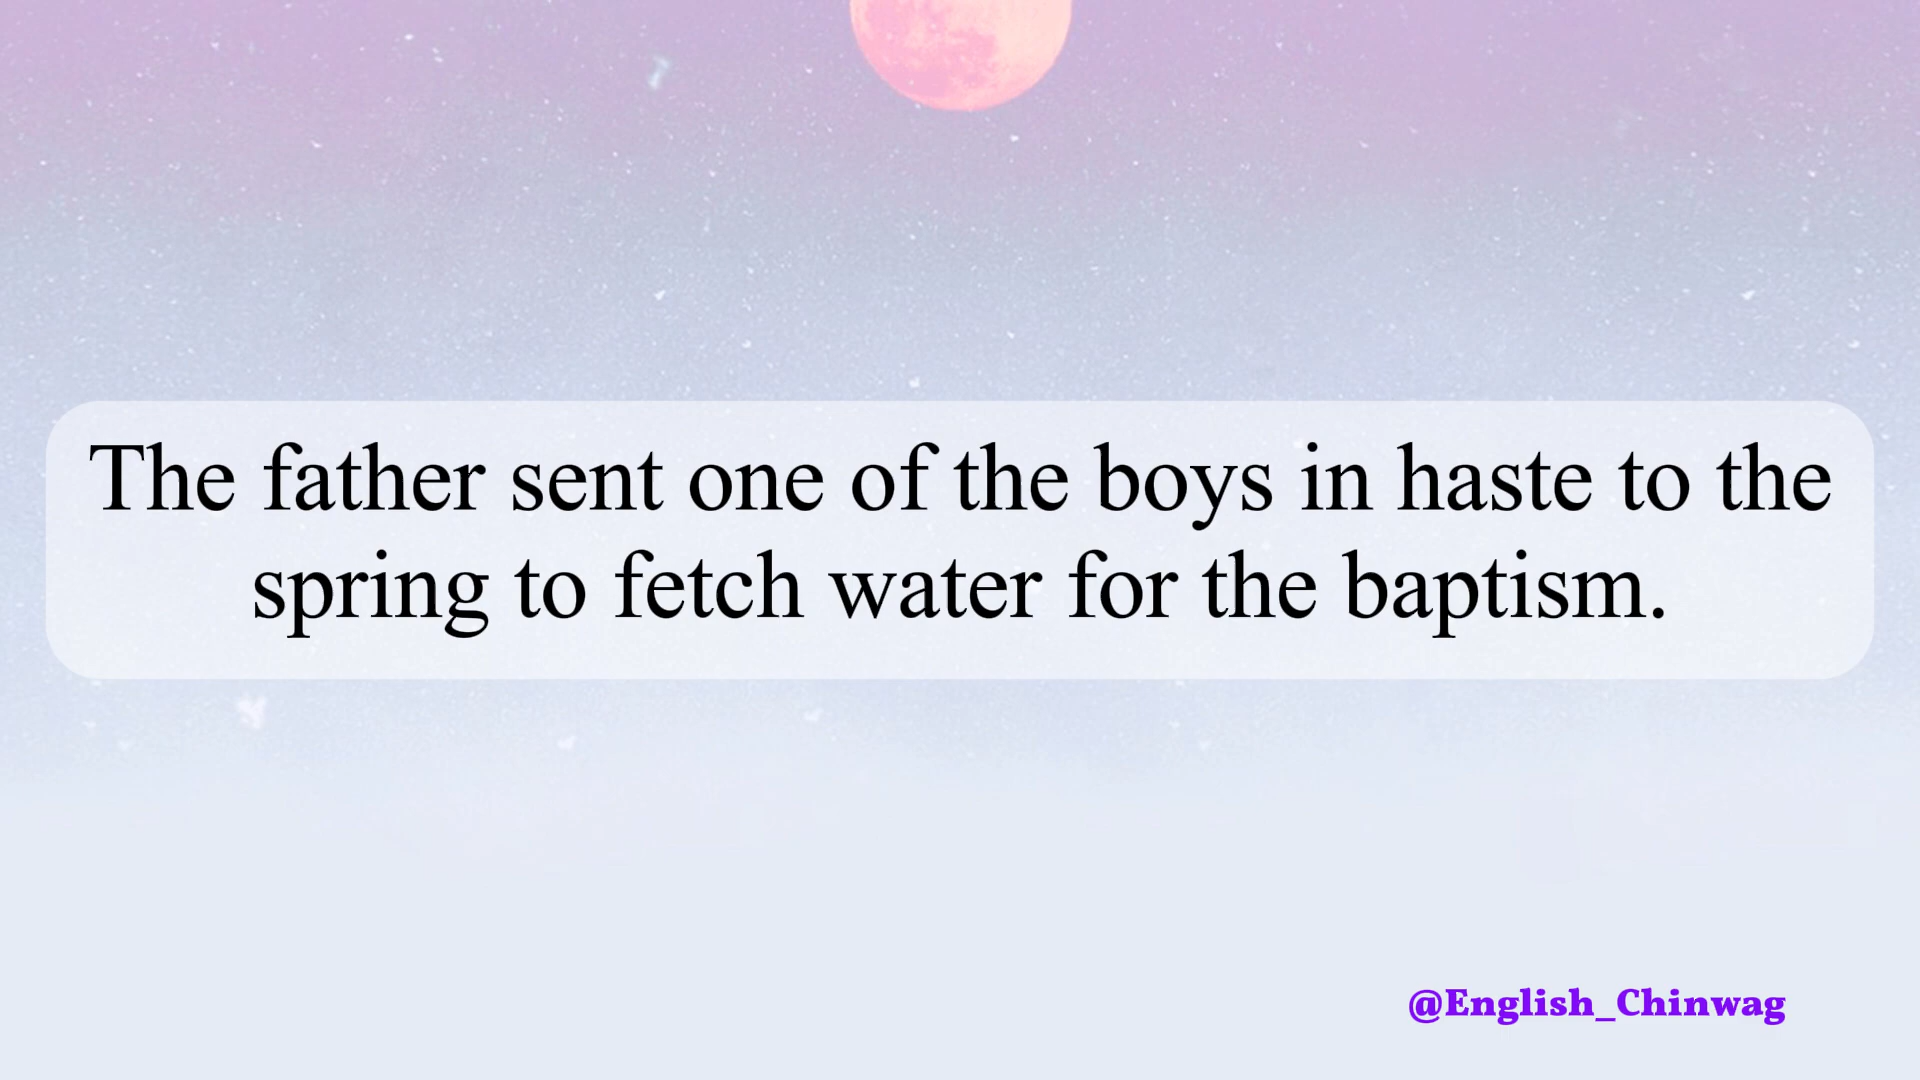 The father sent one of the boys in haste to the
spring to fetch water for the baptism.
@English_Chinwag